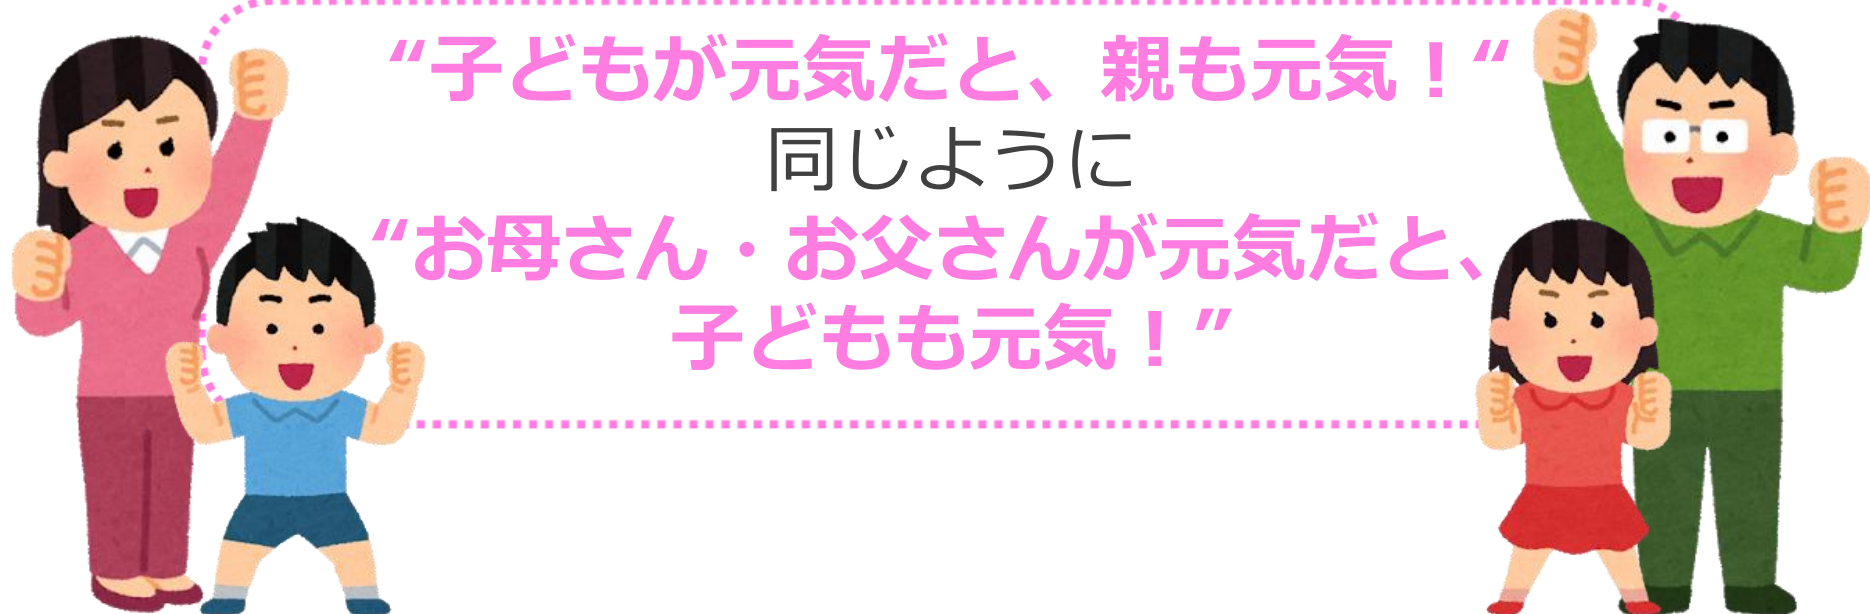 “子どもが元気だと、親も元気！“
同じように
“お母さん・お父さんが元気だと、
子どもも元気！”